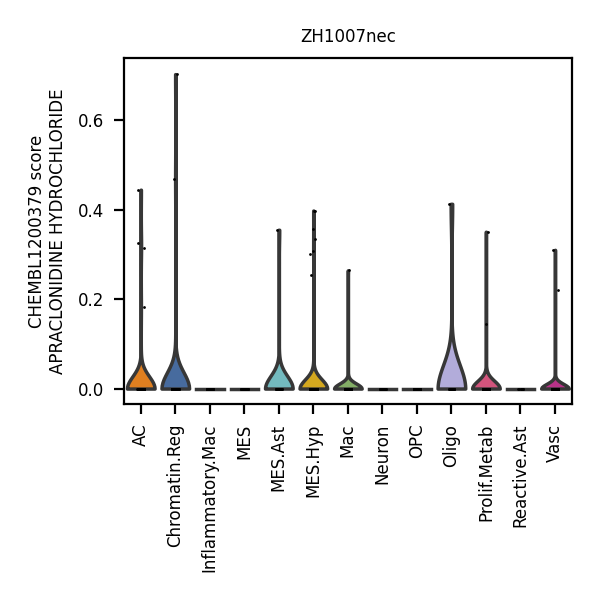 ZH1007nec
CHEMBL1200379 score
APRACLONIDINE HYDROCHLORIDE
0.6
0.4
0.2
0.0
AC
Chromatin.Reg
Inflammatory.Mac
MES
MES.Ast
MES.Hyp
Mac
Neuron
OPC
Oligo
Prolif.Metab
Reactive.Ast
Vasc